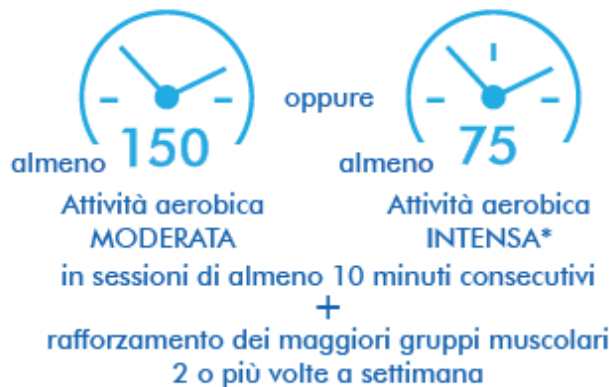 oppure
almeno 150 almeno 75
Attività aerobica Attività aerobica
MODERATA INTENSA*
in sessioni di almeno 10 minuti consecutivi
+
rafforzamento dei maggiori gruppi muscolari
2 o più volte a settimana